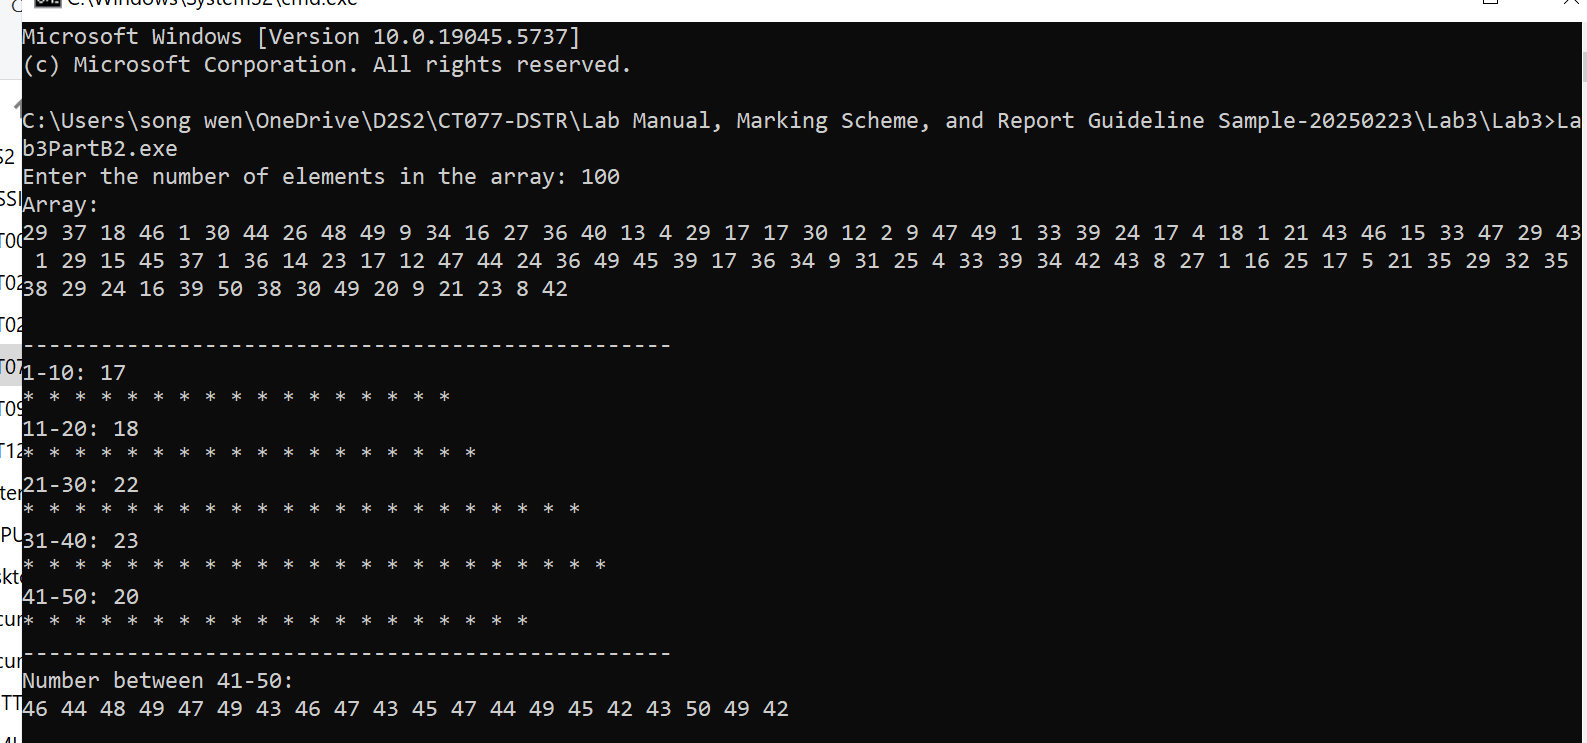 C:\Windows\System32\cmd.exe
Microsoft Windows [Version 10.0.19045.5737]
(c) Microsoft Corporation. All rights reserved.
C:\Users\song wen\OneDrive\D2S2\CT077-DSTR\Lab Manual, Marking Scheme, and Report Guideline Sample-20250223\Lab3\Lab3>La
b3PartB2.exe
Enter the number of elements in the array: 100
Array:
29 37 18 46 1 30 44 26 48 49 9 34 16 27 36 40 13 4 29 17 17 30 12 2 9 47 49 1 33 39 24 17 4 18 1 21 43 46 15 33 47 29 43
1 29 15 45 37 1 36 14 23 17 12 47 44 24 36 49 45 39 17 36 34 9 31 25 4 33 39 34 42 43 8 27 1 16 25 17 5 21 35 29 32 35
38 29 24 16 39 50 38 30 49 20 9 21 23 8 42
--------------------------------------------------
1-10: 17
* * * * * * * * * * * * * * * * *
11-20: 18
* * * * * * * * * * * * * * * * * *
21-30: 22
* * * * * * * * * * * * * * * * * * * * * *
31-40: 23
* * * * * * * * * * * * * * * * * * * * * * *
41-50: 20
* * * * * * * * * * * * * * * * * * * *
--------------------------------------------------
Number between 41-50:
46 44 48 49 47 49 43 46 47 43 45 47 44 49 45 42 43 50 49 42